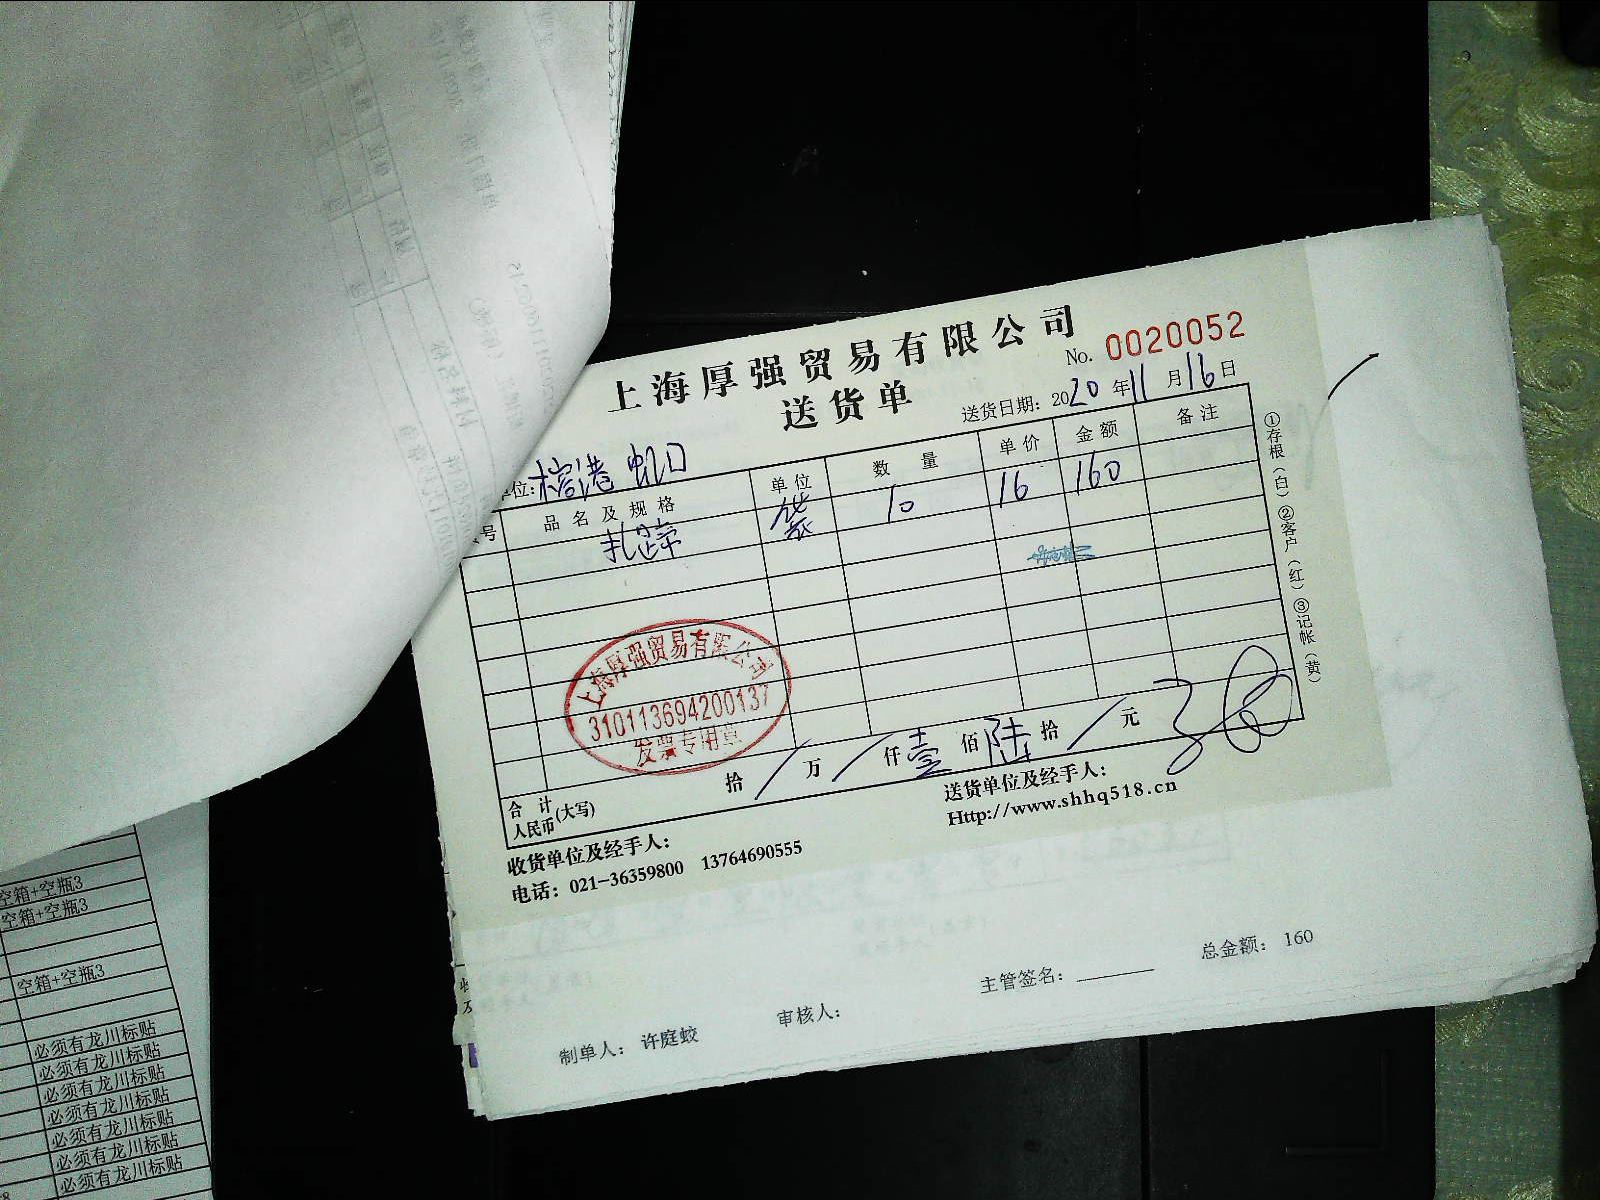 上海厚强贸易有限公司
送货单
No. 0020052
送货日期: 2020年11月16日
位: 榕港 虹口
号 品名及规格 单位 数量 单价 金额 备注
扎蹄 袋 10 16 160
上海厚强贸易有限公司
310113694200137
发票专用章
合计人民币(大写) 拾 / 万 / 仟 壹 佰 陆 拾 / 元
收货单位及经手人:
送货单位及经手人:
电话: 021-36359800 13764690555
Http://www.shhq518.cn
①存根(白)②客户(红)③记帐(黄)
总金额: 160
主管签名:
审核人:
制单人: 许庭蛟
空箱+空瓶3
空箱+空瓶3
空箱+空瓶3
必须有龙川标贴
必须有龙川标贴
必须有龙川标贴
必须有龙川标贴
必须有龙川标贴
必须有龙川标贴
必须有龙川标贴